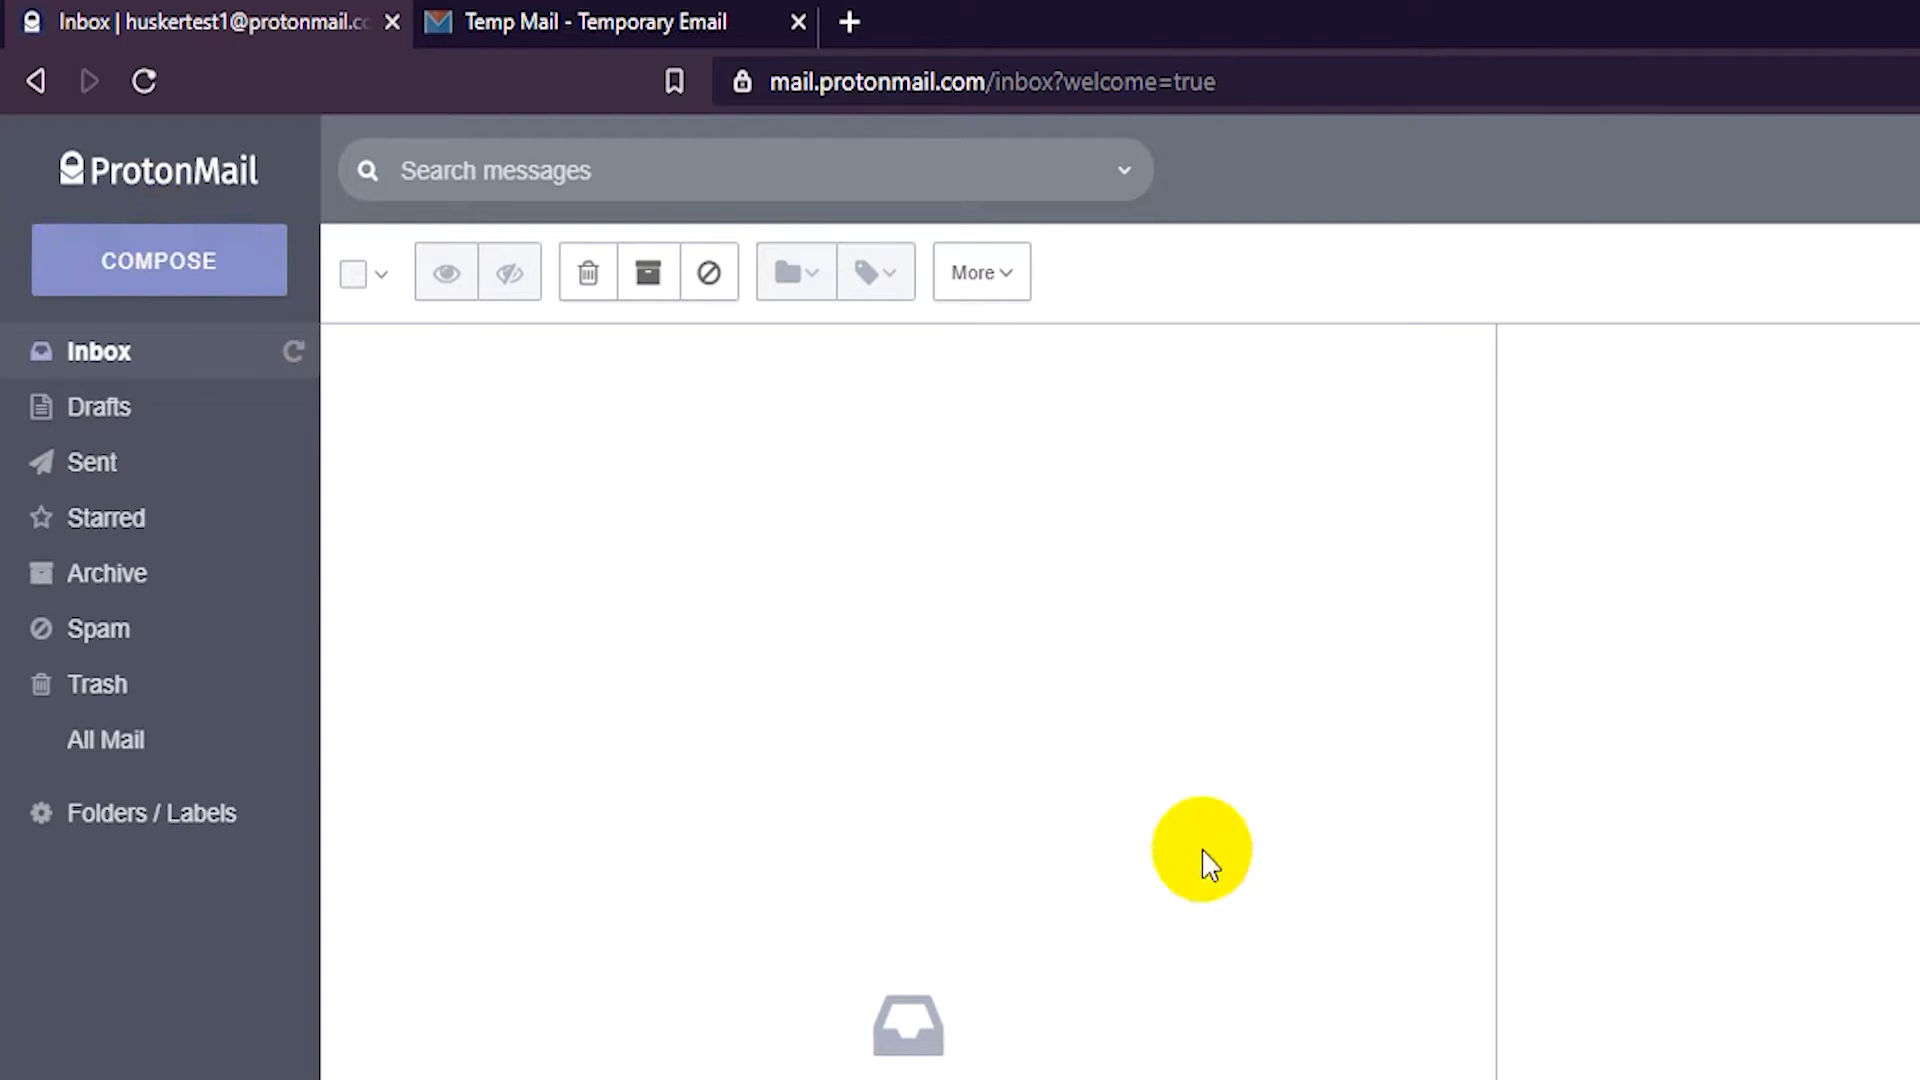 Inbox | huskertest1@protonmail.cc
Temp Mail - Temporary Email
mail.protonmail.com/inbox?welcome=true
ProtonMail
Search messages
COMPOSE
More
Inbox
Drafts
Sent
Starred
Archive
Spam
Trash
All Mail
Folders / Labels